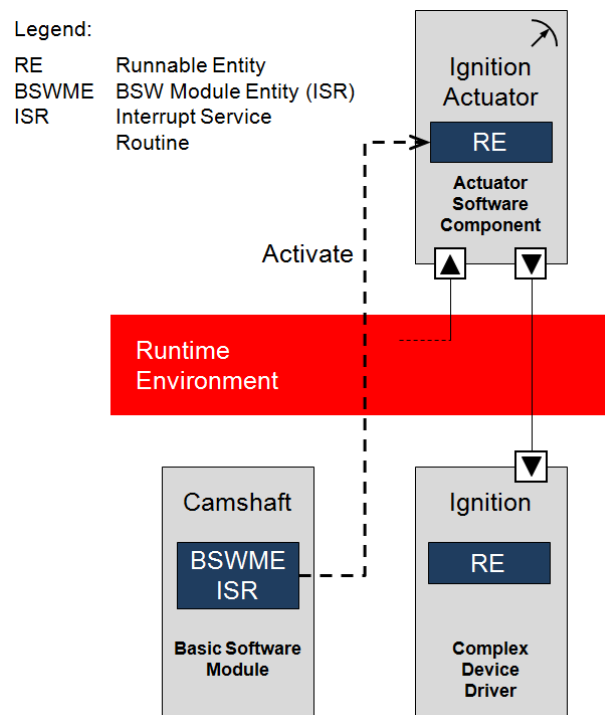 Legend:
RE Runnable Entity
BSWME BSW Module Entity (ISR)
ISR Interrupt Service
Routine
Ignition
Actuator
RE
Actuator
Software
Component
Activate
Runtime
Environment
Camshaft
BSWME
ISR
Basic Software
Module
Ignition
RE
Complex
Device
Driver